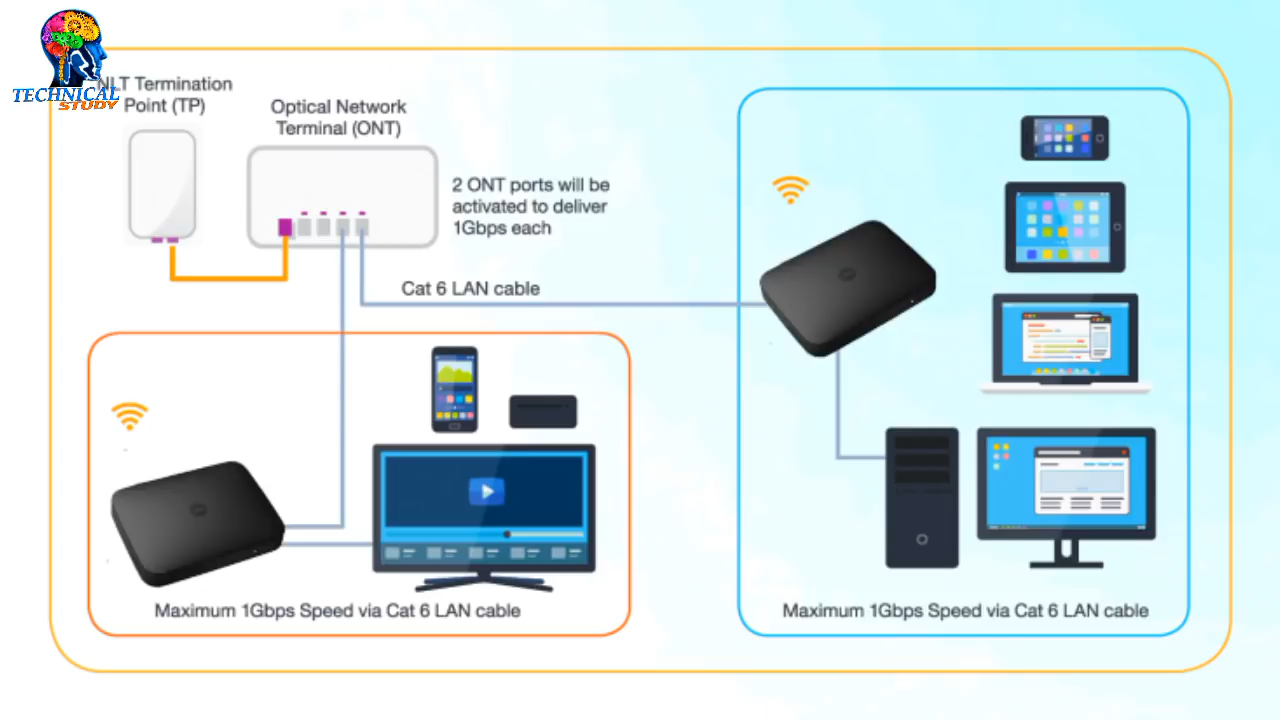 NLT Termination
Point (TP)
TECHNICAL
STUDY
Optical Network
Terminal (ONT)
2 ONT ports will be
activated to deliver
1Gbps each
Cat 6 LAN cable
Maximum 1Gbps Speed via Cat 6 LAN cable
Maximum 1Gbps Speed via Cat 6 LAN cable